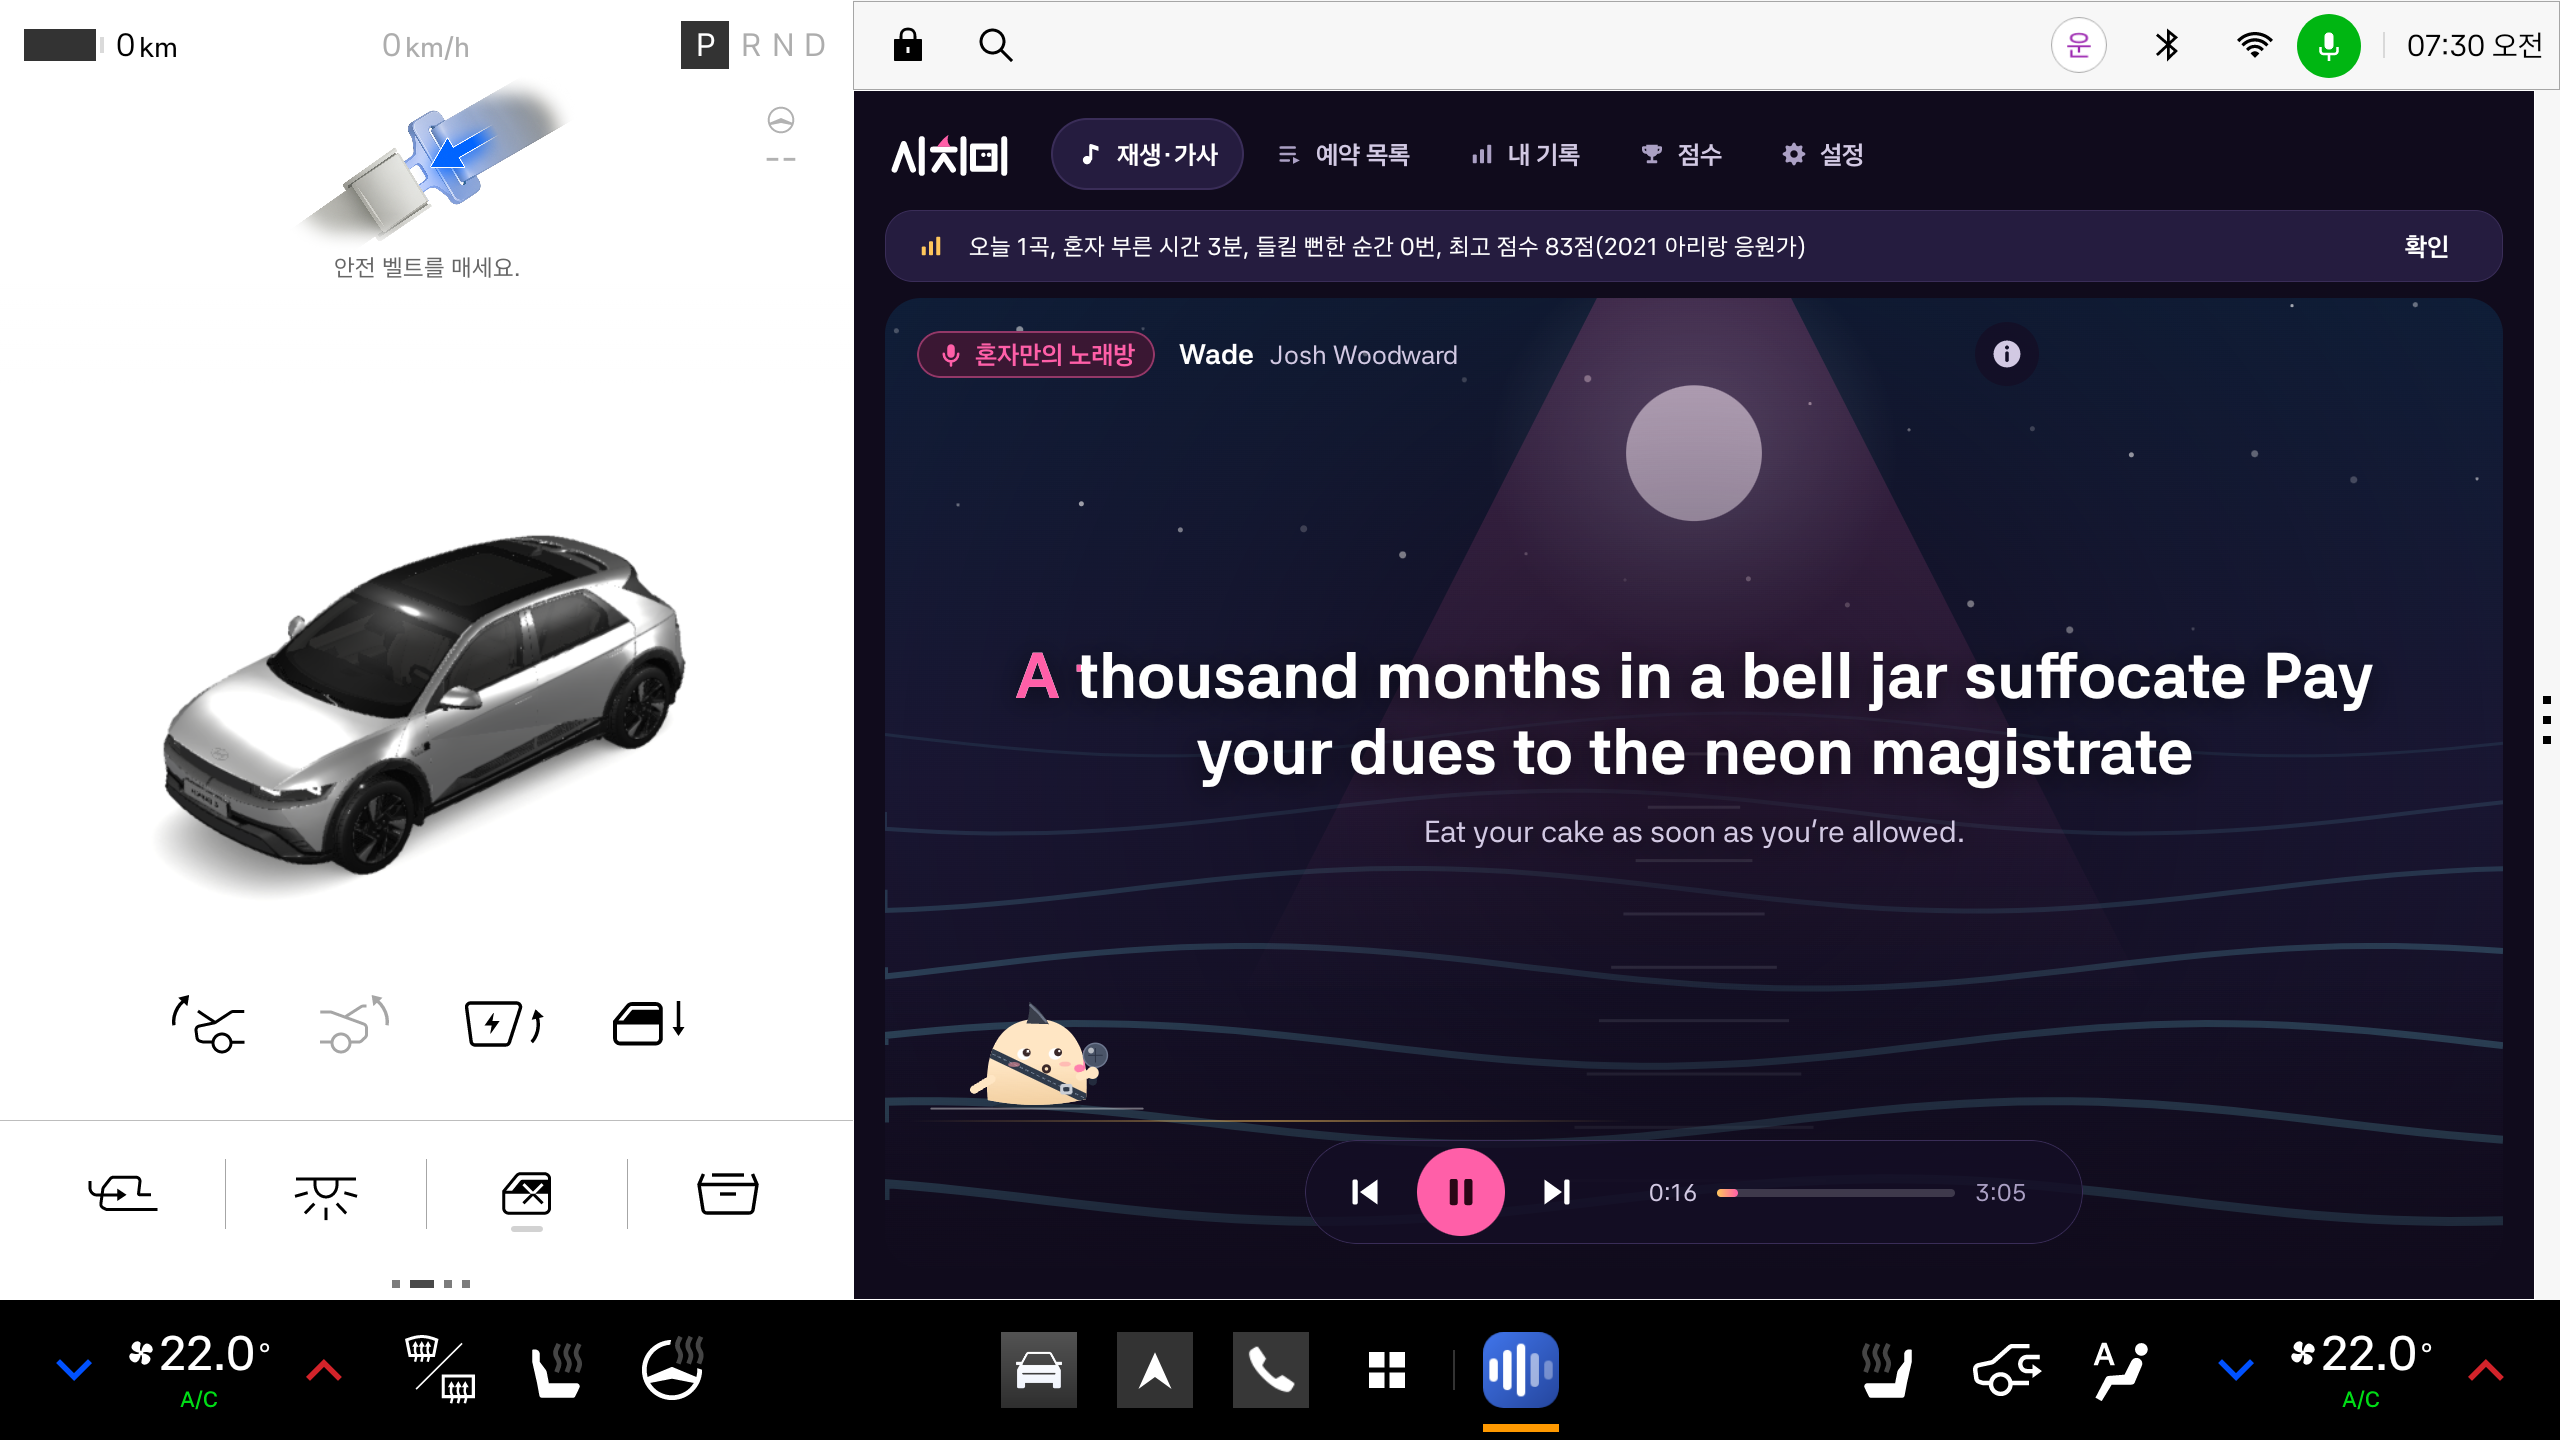 0 km
0 km/h
P R N D
안전 벨트를 매세요.
운
07:30 오전
시치미
재생·가사
예약 목록
내 기록
점수
설정
오늘 1곡, 혼자 부른 시간 3분, 들킬 뻔한 순간 0번, 최고 점수 83점(2021 아리랑 응원가)
확인
혼자만의 노래방
Wade Josh Woodward
A thousand months in a bell jar suffocate Pay
your dues to the neon magistrate
Eat your cake as soon as you’re allowed.
0:16
3:05
22.0°
A/C
A
22.0°
A/C